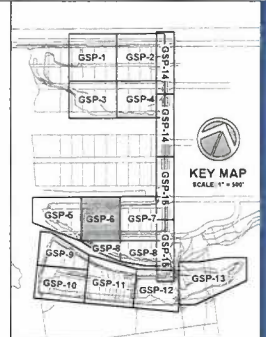 GSP-1 GSP-2
GSP-14
GSP-3 GSP-4
GSP-14
KEY MAP
SCALE: 1" = 500'
GSP-15
GSP-5 GSP-6 GSP-7
GSP-8 GSP-8
GSP-9
GSP-15
GSP-10 GSP-11 GSP-12 GSP-13